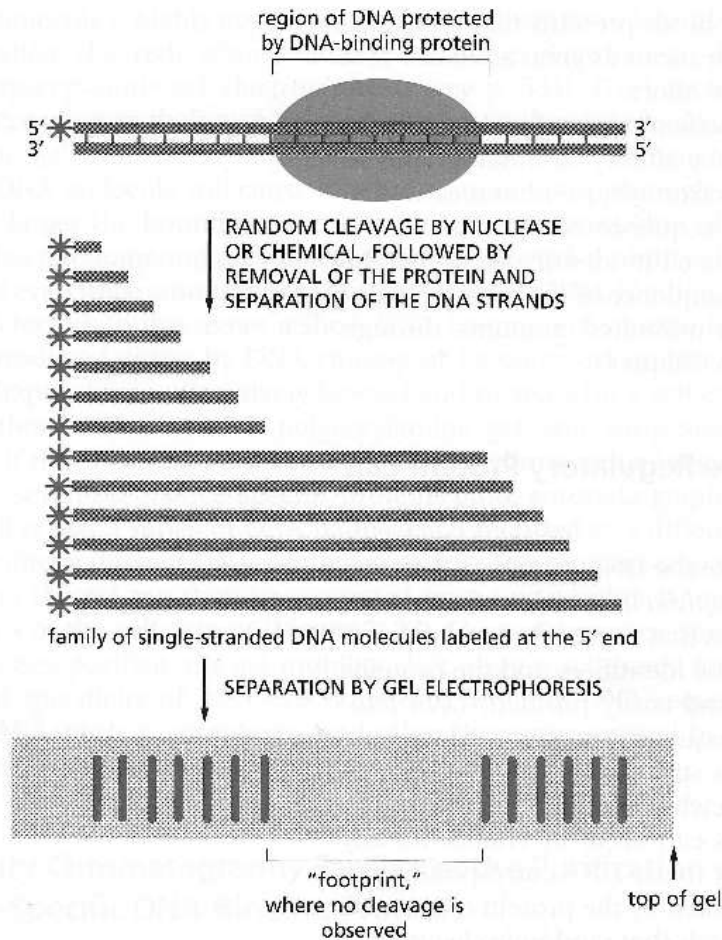 region of DNA protected
by DNA-binding protein
5′ 3′
3′ 5′
RANDOM CLEAVAGE BY NUCLEASE
OR CHEMICAL, FOLLOWED BY
REMOVAL OF THE PROTEIN AND
SEPARATION OF THE DNA STRANDS
family of single-stranded DNA molecules labeled at the 5′ end
SEPARATION BY GEL ELECTROPHORESIS
"footprint,"
where no cleavage is
observed
top of gel